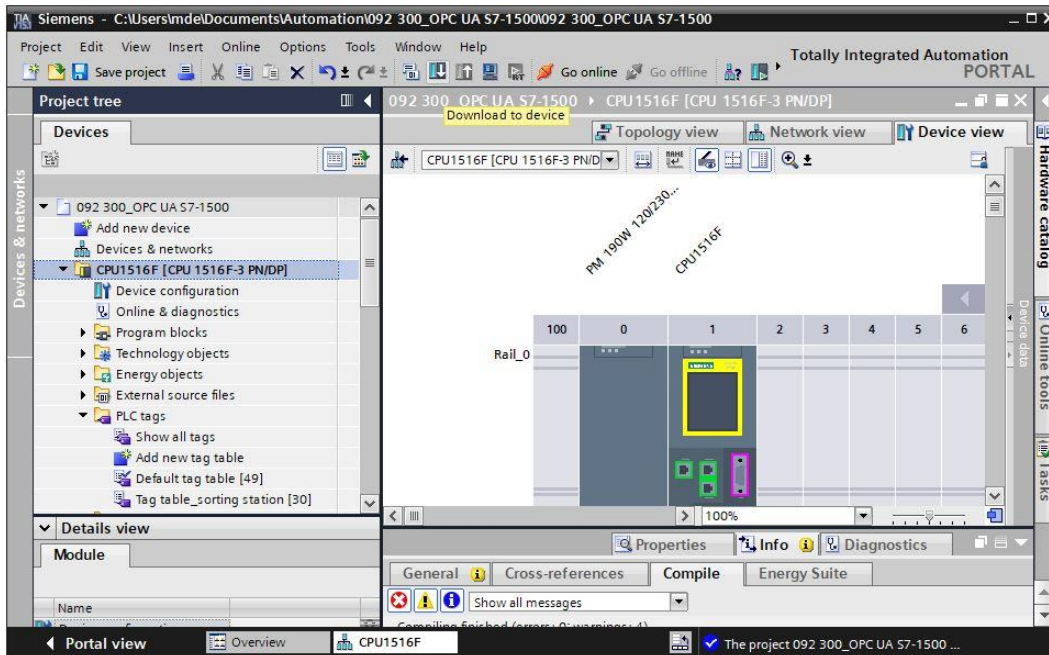 Siemens - C:\Users\mde\Documents\Automation\092 300_OPC UA S7-1500\092 300_OPC UA S7-1500
Project Edit View Insert Online Options Tools Window Help
Totally Integrated Automation
PORTAL
Save project
Go online
Go offline
Download to device
Project tree
092 300_OPC UA S7-1500 CPU1516F [CPU 1516F-3 PN/DP]
Devices
Topology view
Network view
Device view
CPU1516F [CPU 1516F-3 PN/D
Devices & networks
092 300_OPC UA S7-1500
Add new device
Devices & networks
CPU1516F [CPU 1516F-3 PN/DP]
Device configuration
Online & diagnostics
Program blocks
Technology objects
Energy objects
External source files
PLC tags
Show all tags
Add new tag table
Default tag table [49]
Tag table_sorting station [30]
PM 190W 120/230...
CPU1516F
100 0 1 2 3 4 5 6
Rail_0
SIEMENS
100%
Device data
Hardware catalog
Online tools
Tasks
Details view
Module
Name
Properties
Info
Diagnostics
General
Cross-references
Compile
Energy Suite
Show all messages
Compiling finished (errors: 0; warnings: 4)
Portal view
Overview
CPU1516F
The project 092 300_OPC UA S7-1500 ...